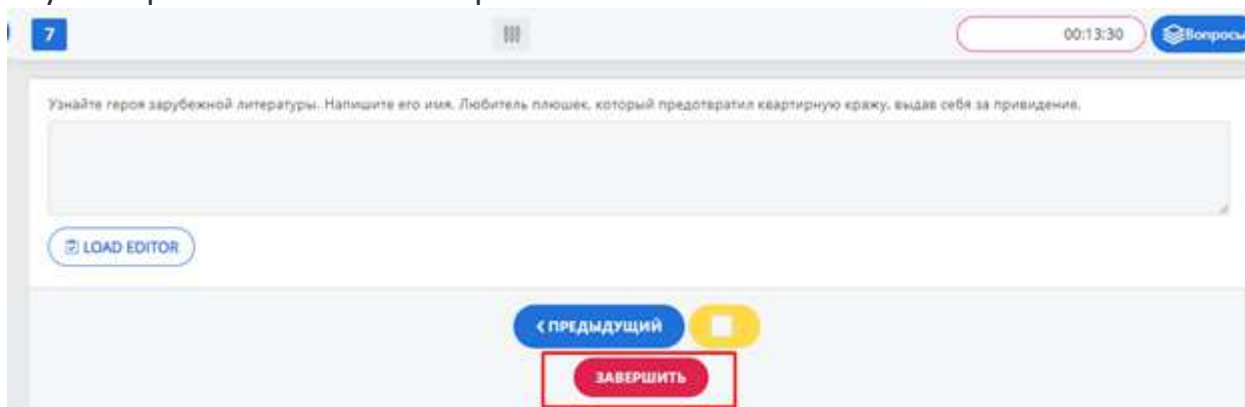 7
00:13:30
Вопросы
Узнайте героя зарубежной литературы. Напишите его имя. Любитель плюшек, который предотвратил квартирную кражу, выдав себя за привидение.
LOAD EDITOR
< ПРЕДЫДУЩИЙ
ЗАВЕРШИТЬ